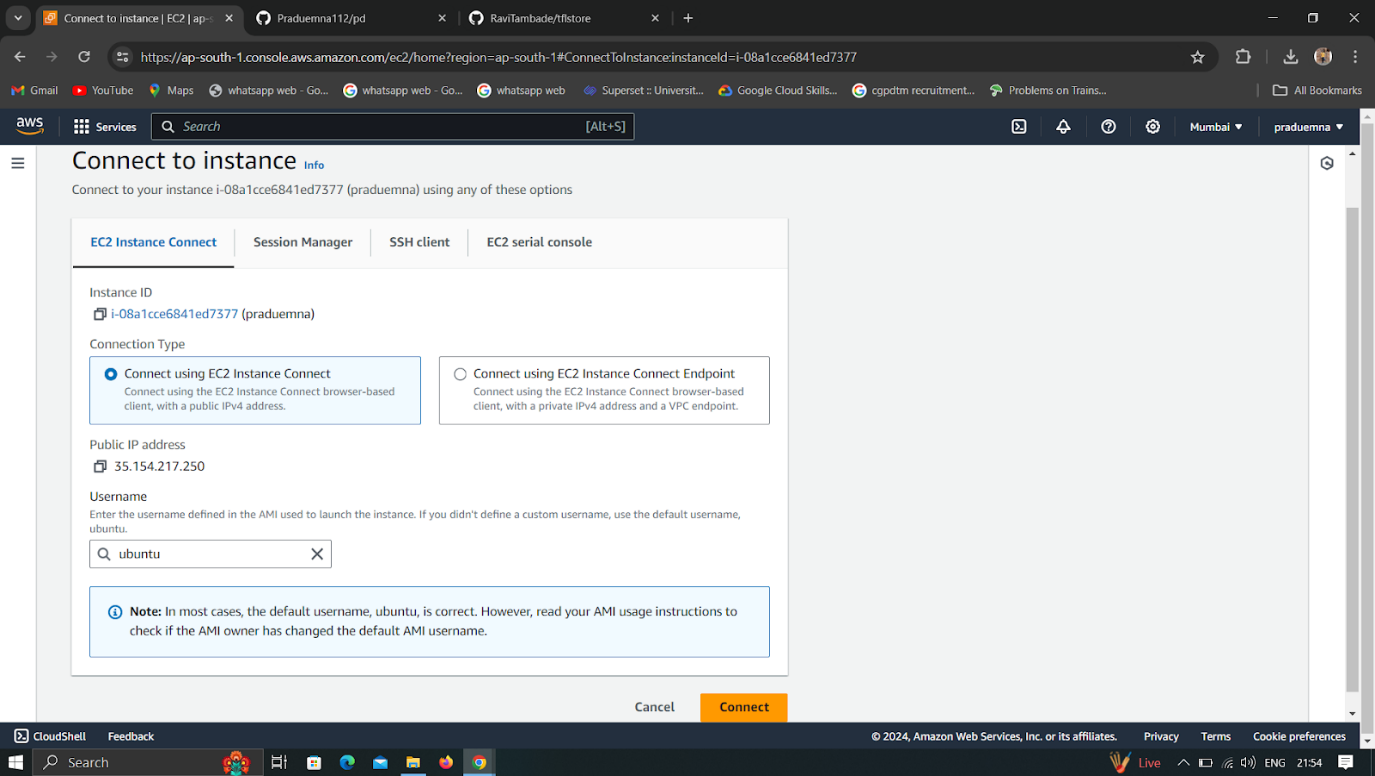 Connect to instance | EC2 | ap-s
Praduemna112/pd
RaviTambade/tflstore
https://ap-south-1.console.aws.amazon.com/ec2/home?region=ap-south-1#ConnectToInstance:instanceId=i-08a1cce6841ed7377
Gmail
YouTube
Maps
whatsapp web - Go...
whatsapp web - Go...
whatsapp web
Superset :: Universit...
Google Cloud Skills...
cgpdtm recruitment...
Problems on Trains...
All Bookmarks
aws
Services
Search
[Alt+S]
Mumbai
praduemna
Connect to instance Info
Connect to your instance i-08a1cce6841ed7377 (praduemna) using any of these options
EC2 Instance Connect
Session Manager
SSH client
EC2 serial console
Instance ID
i-08a1cce6841ed7377 (praduemna)
Connection Type
Connect using EC2 Instance Connect
Connect using the EC2 Instance Connect browser-based
client, with a public IPv4 address.
Connect using EC2 Instance Connect Endpoint
Connect using the EC2 Instance Connect browser-based
client, with a private IPv4 address and a VPC endpoint.
Public IP address
35.154.217.250
Username
Enter the username defined in the AMI used to launch the instance. If you didn't define a custom username, use the default username,
ubuntu.
ubuntu
Note: In most cases, the default username, ubuntu, is correct. However, read your AMI usage instructions to
check if the AMI owner has changed the default AMI username.
Cancel
Connect
CloudShell
Feedback
© 2024, Amazon Web Services, Inc. or its affiliates.
Privacy
Terms
Cookie preferences
Search
Live
ENG
21:54